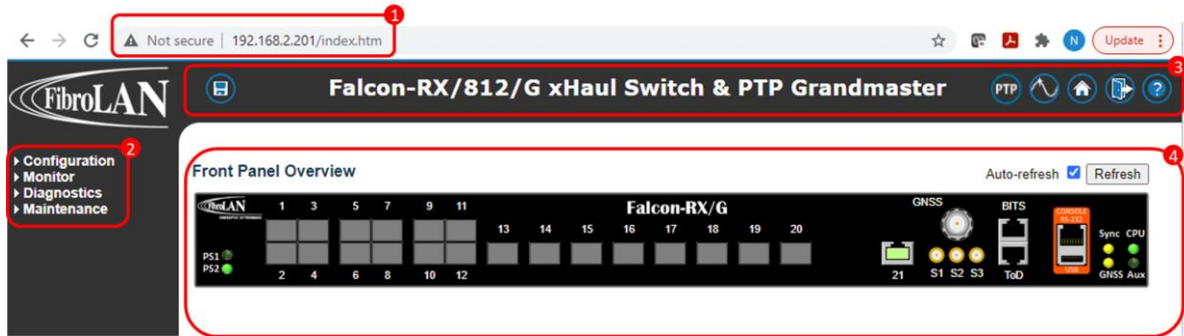 1
Not secure | 192.168.2.201/index.htm
N
Update
3
FibroLAN
Falcon-RX/812/G xHaul Switch & PTP Grandmaster
PTP
?
2
Configuration
Monitor
Diagnostics
Maintenance
4
Front Panel Overview
Auto-refresh
Refresh
FibroLAN
1 3 5 7 9 11
Falcon-RX/G
GNSS
BITS
CONSOLE
RS-232
13 14 15 16 17 18 19 20
Sync CPU
PS1
PS2
2 4 6 8 10 12
21
S1 S2 S3
ToD
USB
GNSS Aux